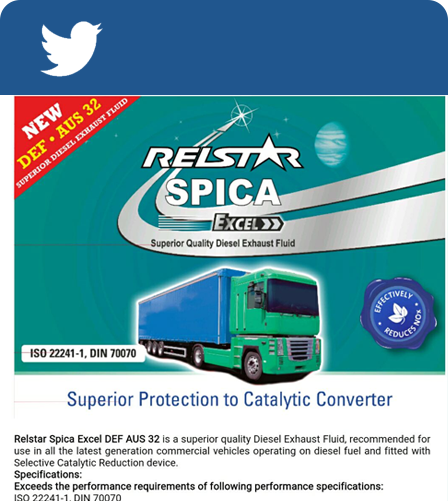 NEW
DEF • AUS 32
SUPERIOR DIESEL EXHAUST FLUID
RELSTAR
SPICA
EXCEL
Superior Quality Diesel Exhaust Fluid
EFFECTIVELY
REDUCES NOx
ISO 22241-1, DIN 70070
Superior Protection to Catalytic Converter
Relstar Spica Excel DEF AUS 32 is a superior quality Diesel Exhaust Fluid, recommended for
use in all the latest generation commercial vehicles operating on diesel fuel and fitted with
Selective Catalytic Reduction device.
Specifications:
Exceeds the performance requirements of following performance specifications:
ISO 22241-1, DIN 70070